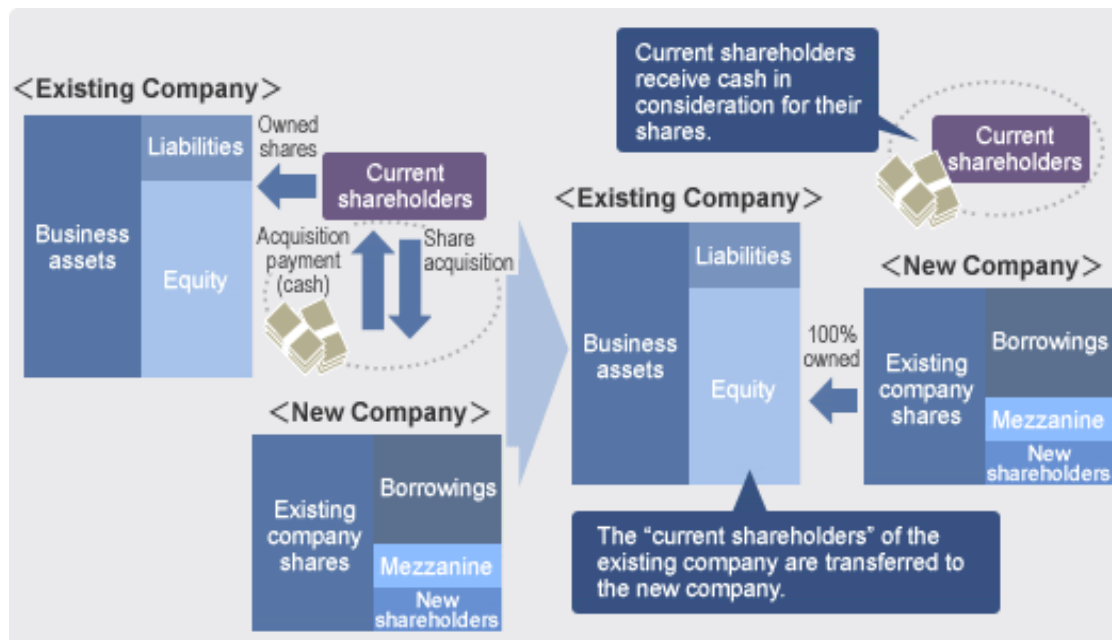 <Existing Company>
Liabilities
Business
assets
Equity
Owned
shares
Current
shareholders
Acquisition
payment
(cash)
Share
acquisition
<New Company>
Existing
company
shares
Borrowings
Mezzanine
New
shareholders
Current shareholders
receive cash in
consideration for their
shares.
Current
shareholders
<Existing Company>
Liabilities
Business
assets
Equity
100%
owned
<New Company>
Existing
company
shares
Borrowings
Mezzanine
New
shareholders
The “current shareholders” of the
existing company are transferred to
the new company.